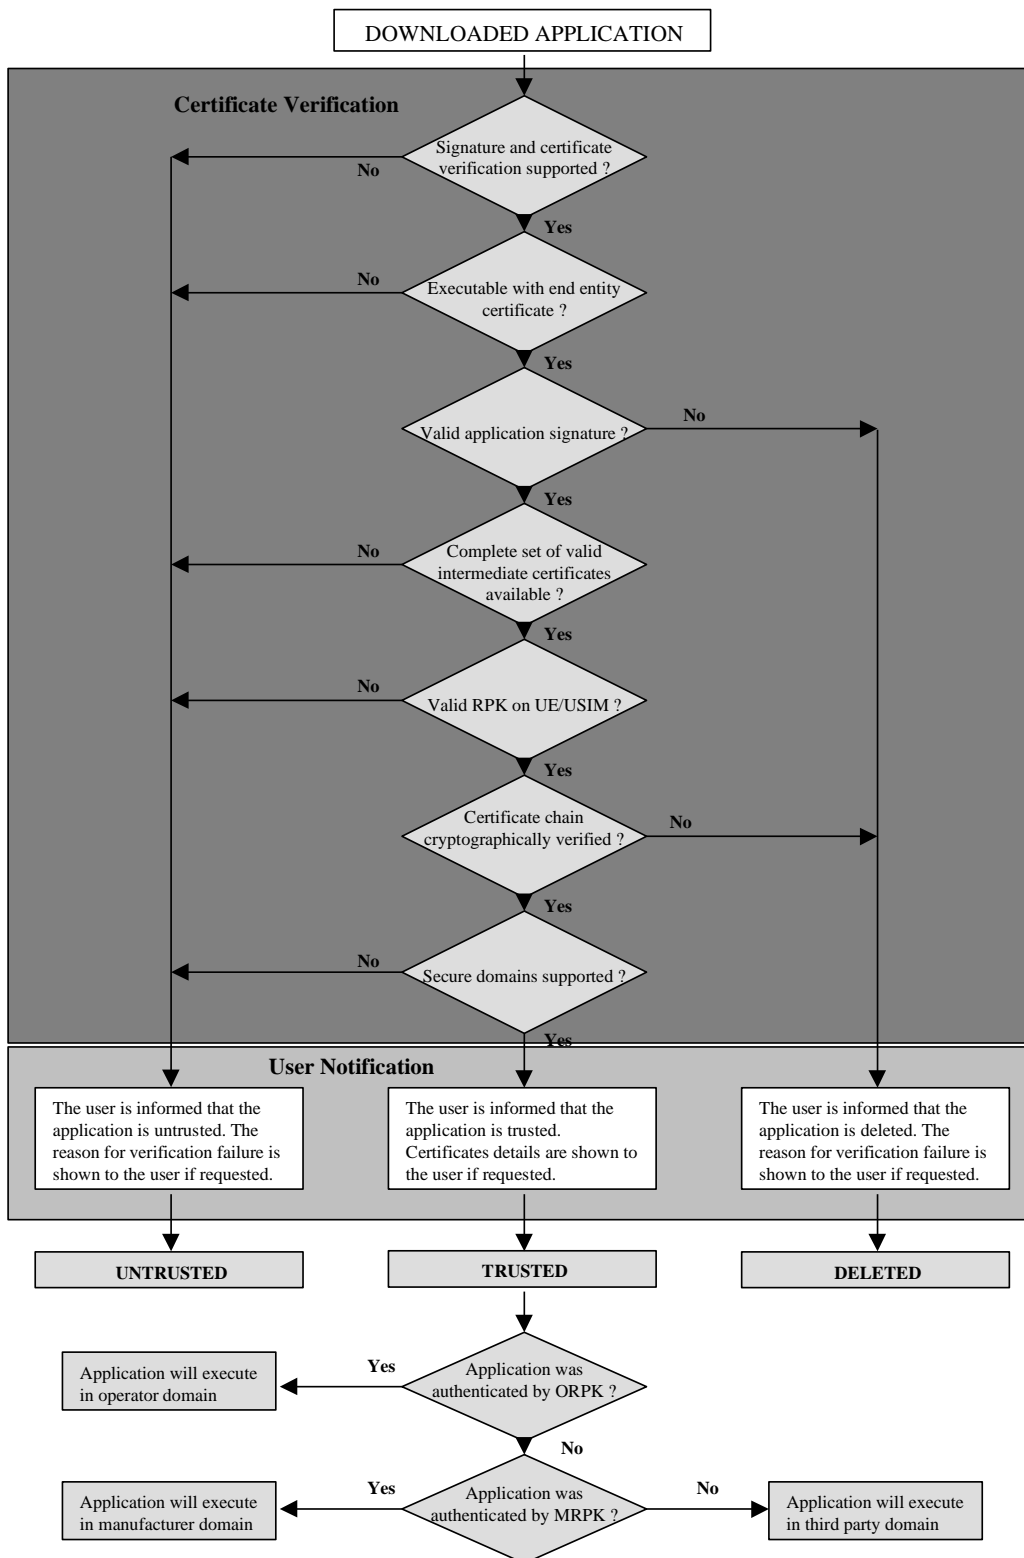 DOWNLOADED APPLICATION
Certificate Verification
Signature and certificate
verification supported ?
No
Yes
Executable with end entity
certificate ?
No
Yes
Valid application signature ?
No
Yes
Complete set of valid
intermediate certificates
available ?
No
Yes
Valid RPK on UE/USIM ?
No
Yes
Certificate chain
cryptographically verified ?
No
Yes
Secure domains supported ?
No
Yes
User Notification
The user is informed that the
application is untrusted. The
reason for verification failure is
shown to the user if requested.
The user is informed that the
application is trusted.
Certificates details are shown to
the user if requested.
The user is informed that the
application is deleted. The
reason for verification failure is
shown to the user if requested.
UNTRUSTED
TRUSTED
DELETED
Application was
authenticated by ORPK ?
Yes
Application will execute
in operator domain
No
Application was
authenticated by MRPK ?
Yes
Application will execute
in manufacturer domain
No
Application will execute
in third party domain